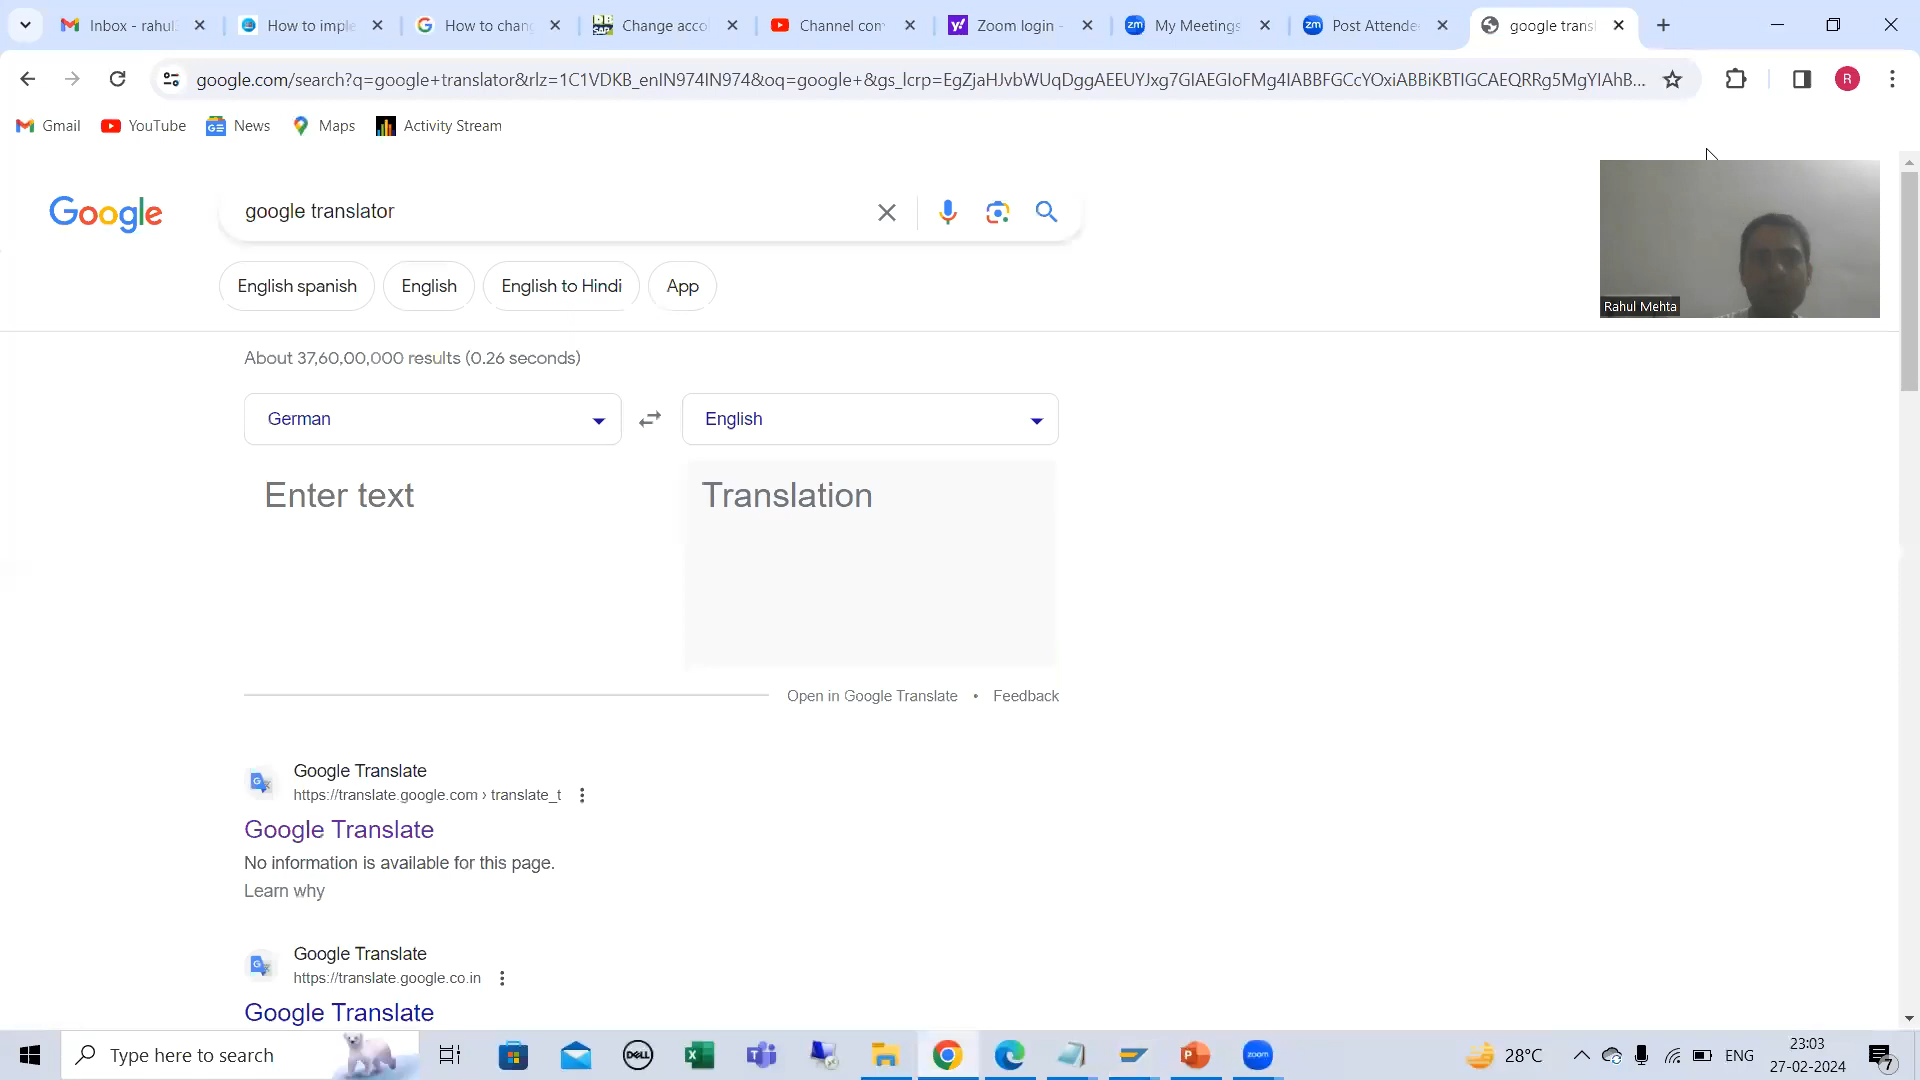 Inbox - rahul
How to imple
How to chan
Change acco
Channel com
Zoom login -
My Meetings
Post Attende
google transl
google.com/search?q=google+translator&rlz=1C1VDKB_enIN974IN974&oq=google+&gs_lcrp=EgZjaHJvbWUqDggAEEUYJxg7GIAEGIoFMg4IABBFGCcYOxiABBiKBTIGCAEQRRg5MgYIAhB...
R
Gmail
YouTube
News
Maps
Activity Stream
Google
google translator
English spanish
English
English to Hindi
App
Rahul Mehta
About 37,60,00,000 results (0.26 seconds)
German
English
Enter text
Translation
Open in Google Translate • Feedback
Google Translate
https://translate.google.com › translate_t
Google Translate
No information is available for this page.
Learn why
Google Translate
https://translate.google.co.in
Google Translate
Type here to search
DELL
zoom
28°C
ENG
23:03
27-02-2024
7